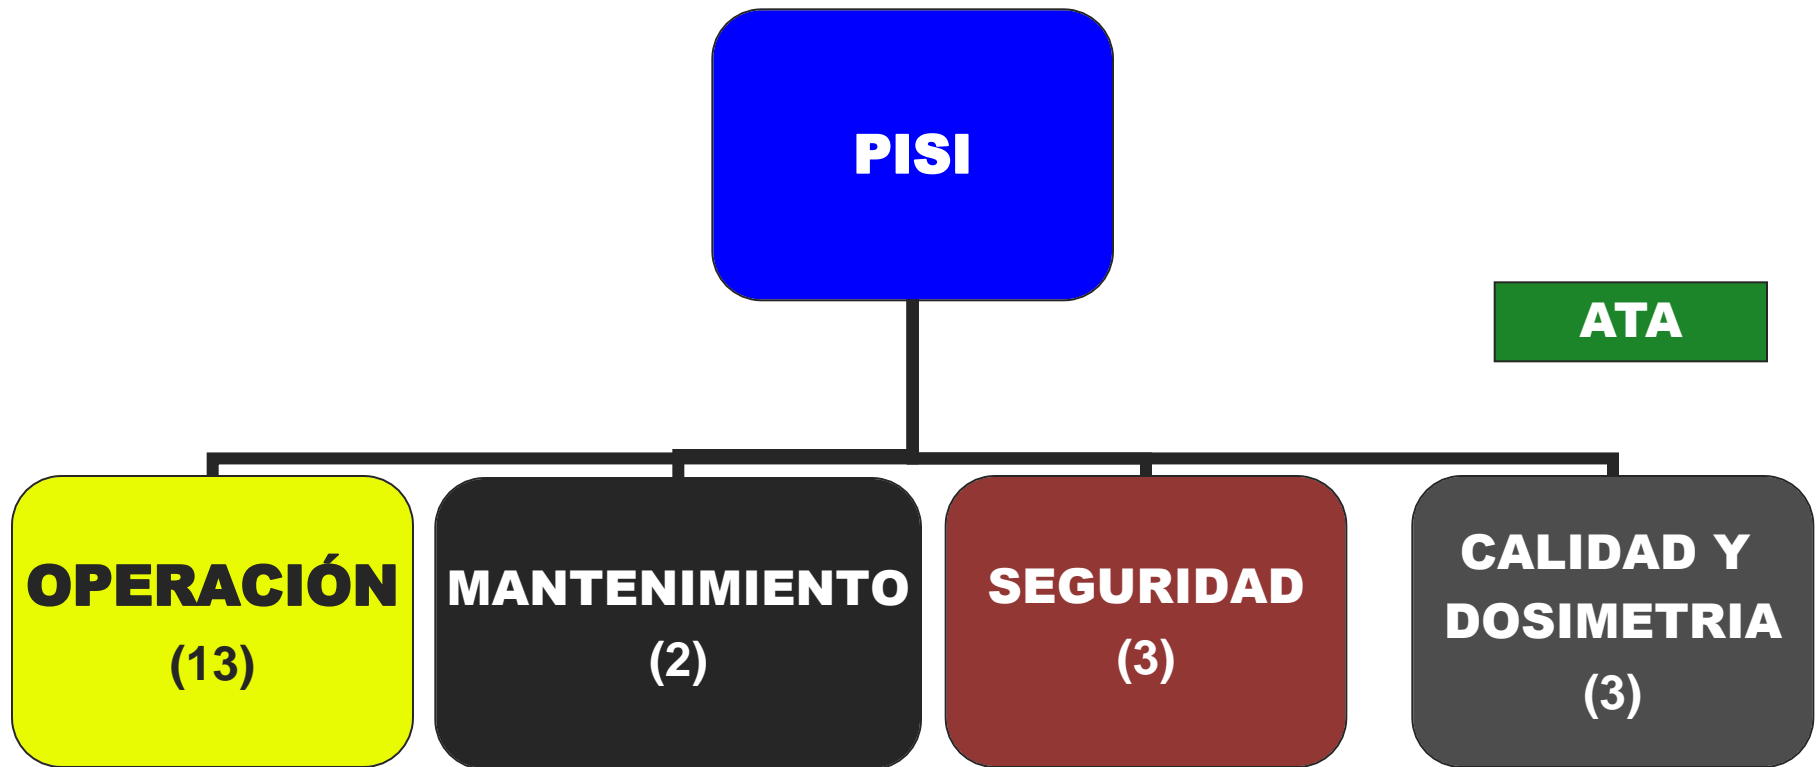 PISI
ATA
OPERACIÓN
(13)
MANTENIMIENTO
(2)
SEGURIDAD
(3)
CALIDAD Y
DOSIMETRIA
(3)